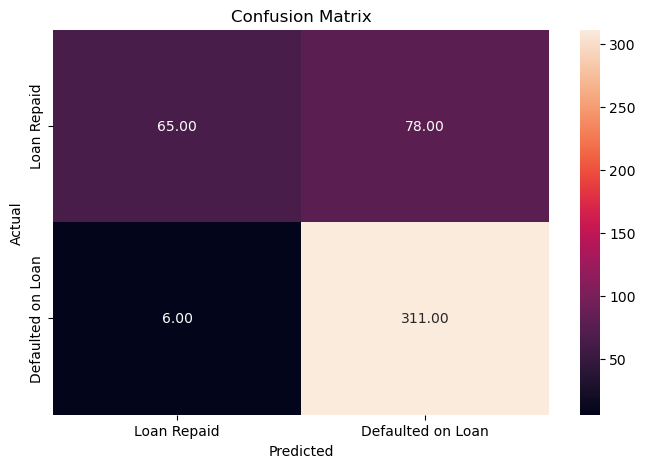 Confusion Matrix
Actual
Loan Repaid
65.00
78.00
Defaulted on Loan
6.00
311.00
Loan Repaid
Defaulted on Loan
Predicted
300
250
200
150
100
50